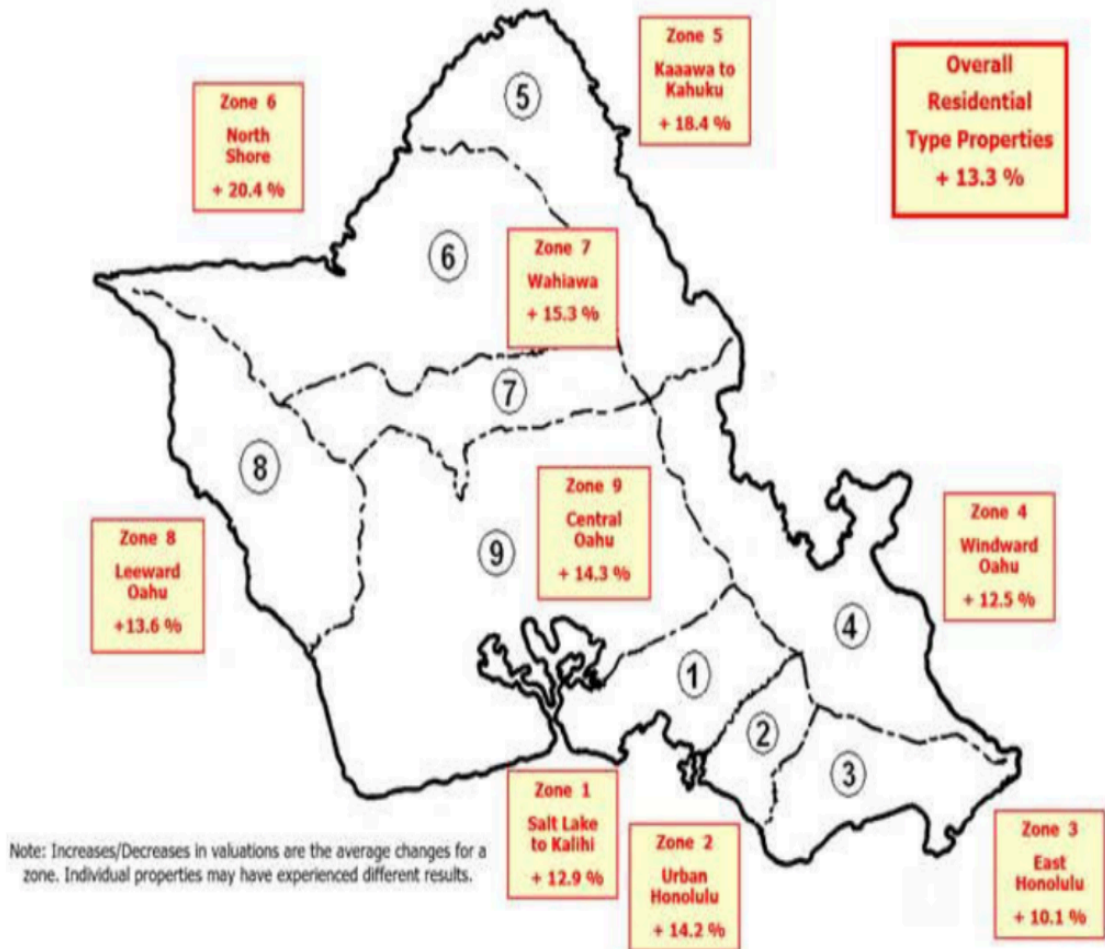 Zone 5
Kaaawa to
Kahuku
+ 18.4 %
Overall
Residential
Type Properties
+ 13.3 %
Zone 6
North
Shore
+ 20.4 %
5
6
Zone 7
Wahiawa
+ 15.3 %
7
8
Zone 9
Central
Oahu
+ 14.3 %
9
Zone 4
Windward
Oahu
+ 12.5 %
Zone 8
Leeward
Oahu
+13.6 %
4
1
2
3
Zone 1
Salt Lake
to Kalihi
+ 12.9 %
Zone 2
Urban
Honolulu
+ 14.2 %
Zone 3
East
Honolulu
+ 10.1 %
Note: Increases/Decreases in valuations are the average changes for a
zone. Individual properties may have experienced different results.